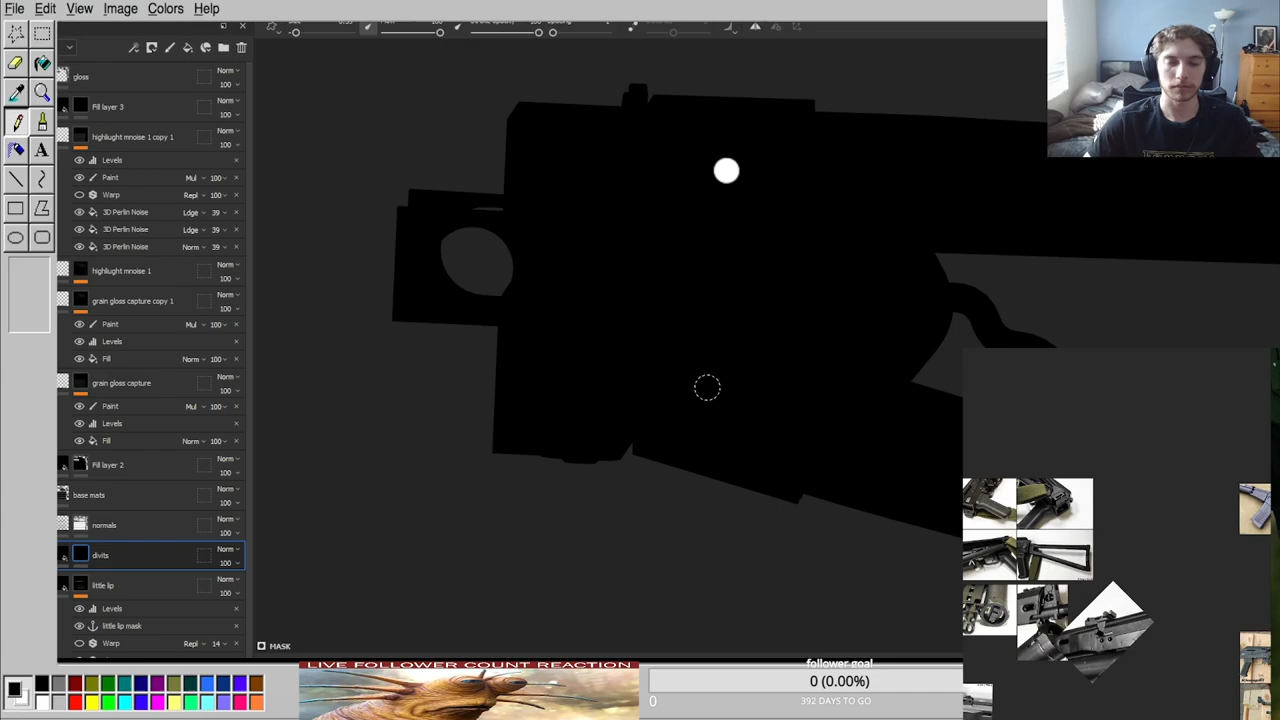 File Edit View Image Colors Help
gloss Norm 100
Fill layer 3 Norm 100
highlught mnoise 1 copy 1 Norm 100
Levels
Paint Mul 100
Warp Repl 100
3D Perlin Noise Ldge 39
3D Perlin Noise Ldge 39
3D Perlin Noise Norm 39
highlught mnoise 1 Norm 100
grain gloss capture copy 1 Norm 100
Paint Mul 100
Levels
Fill Norm 100
grain gloss capture Norm 100
Paint Mul 100
Levels
Fill Norm 100
Fill layer 2 Norm 100
base mats Norm 100
normals Norm 100
divits Norm 100
little lip Norm 100
Levels
little lip mask
Warp Repl 14
MASK
LIVE FOLLOWER COUNT REACTION
follower goal
0 (0.00%)
0 392 DAYS TO GO